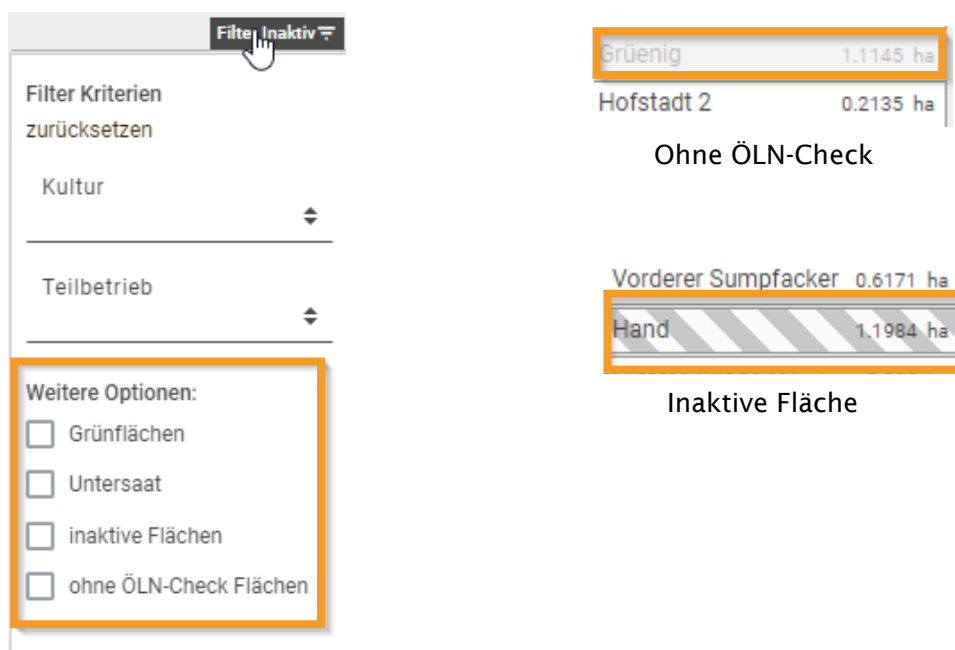 Filter Inaktiv
Filter Kriterien
zurücksetzen
Kultur
Teilbetrieb
Weitere Optionen:
Grünflächen
Untersaat
inaktive Flächen
ohne ÖLN-Check Flächen
Grüenig 1.1145 ha
Hofstadt 2 0.2135 ha
Ohne ÖLN-Check
Vorderer Sumpfacker 0.6171 ha
Hand 1.1984 ha
Inaktive Fläche